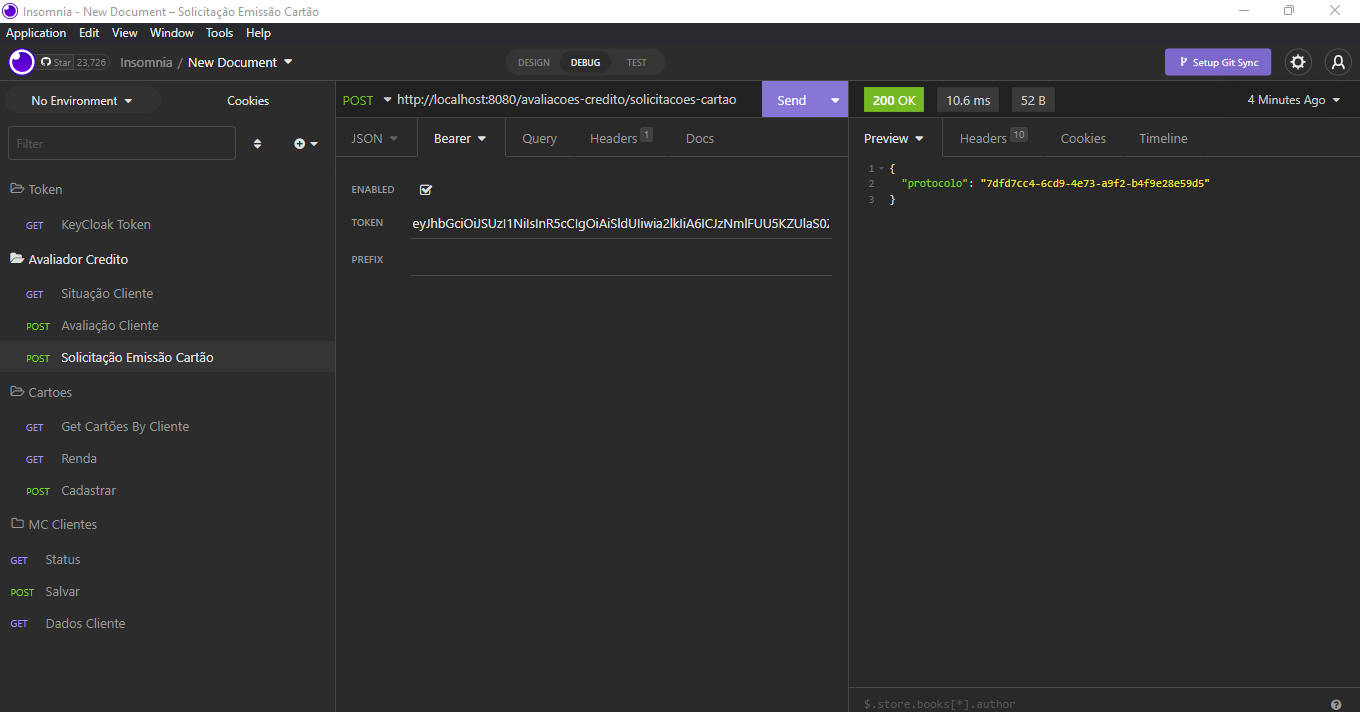 Insomnia - New Document – Solicitação Emissão Cartão
Application Edit View Window Tools Help
Star 23,726 Insomnia / New Document DESIGN DEBUG TEST Setup Git Sync
No Environment Cookies
POST http://localhost:8080/avaliacoes-credito/solicitacoes-cartao Send
200 OK 10.6 ms 52 B 4 Minutes Ago
Filter
JSON Bearer Query Headers 1 Docs
Preview Headers 10 Cookies Timeline
Token
GET KeyCloak Token
Avaliador Credito
GET Situação Cliente
POST Avaliação Cliente
POST Solicitação Emissão Cartão
Cartoes
GET Get Cartões By Cliente
GET Renda
POST Cadastrar
MC Clientes
GET Status
POST Salvar
GET Dados Cliente
ENABLED
TOKEN
PREFIX
1 {
2 "protocolo": "7dfd7cc4-6cd9-4e73-a9f2-b4f9e28e59d5"
3 }
$.store.books[*].author